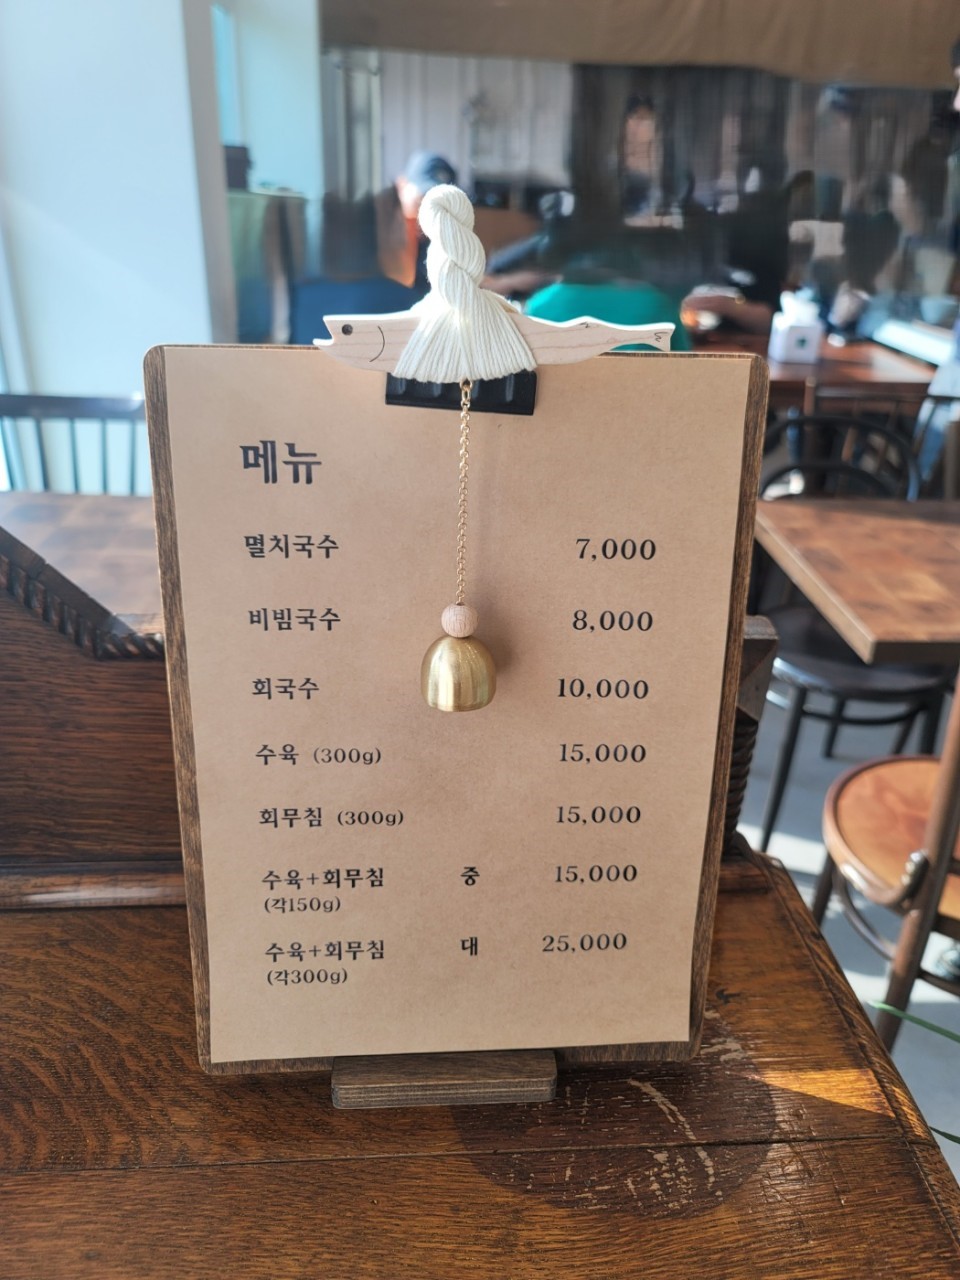 메뉴
멸치국수 7,000
비빔국수 8,000
회국수 10,000
수육 (300g) 15,000
회무침 (300g) 15,000
수육+회무침 중 15,000
(각150g)
수육+회무침 대 25,000
(각300g)